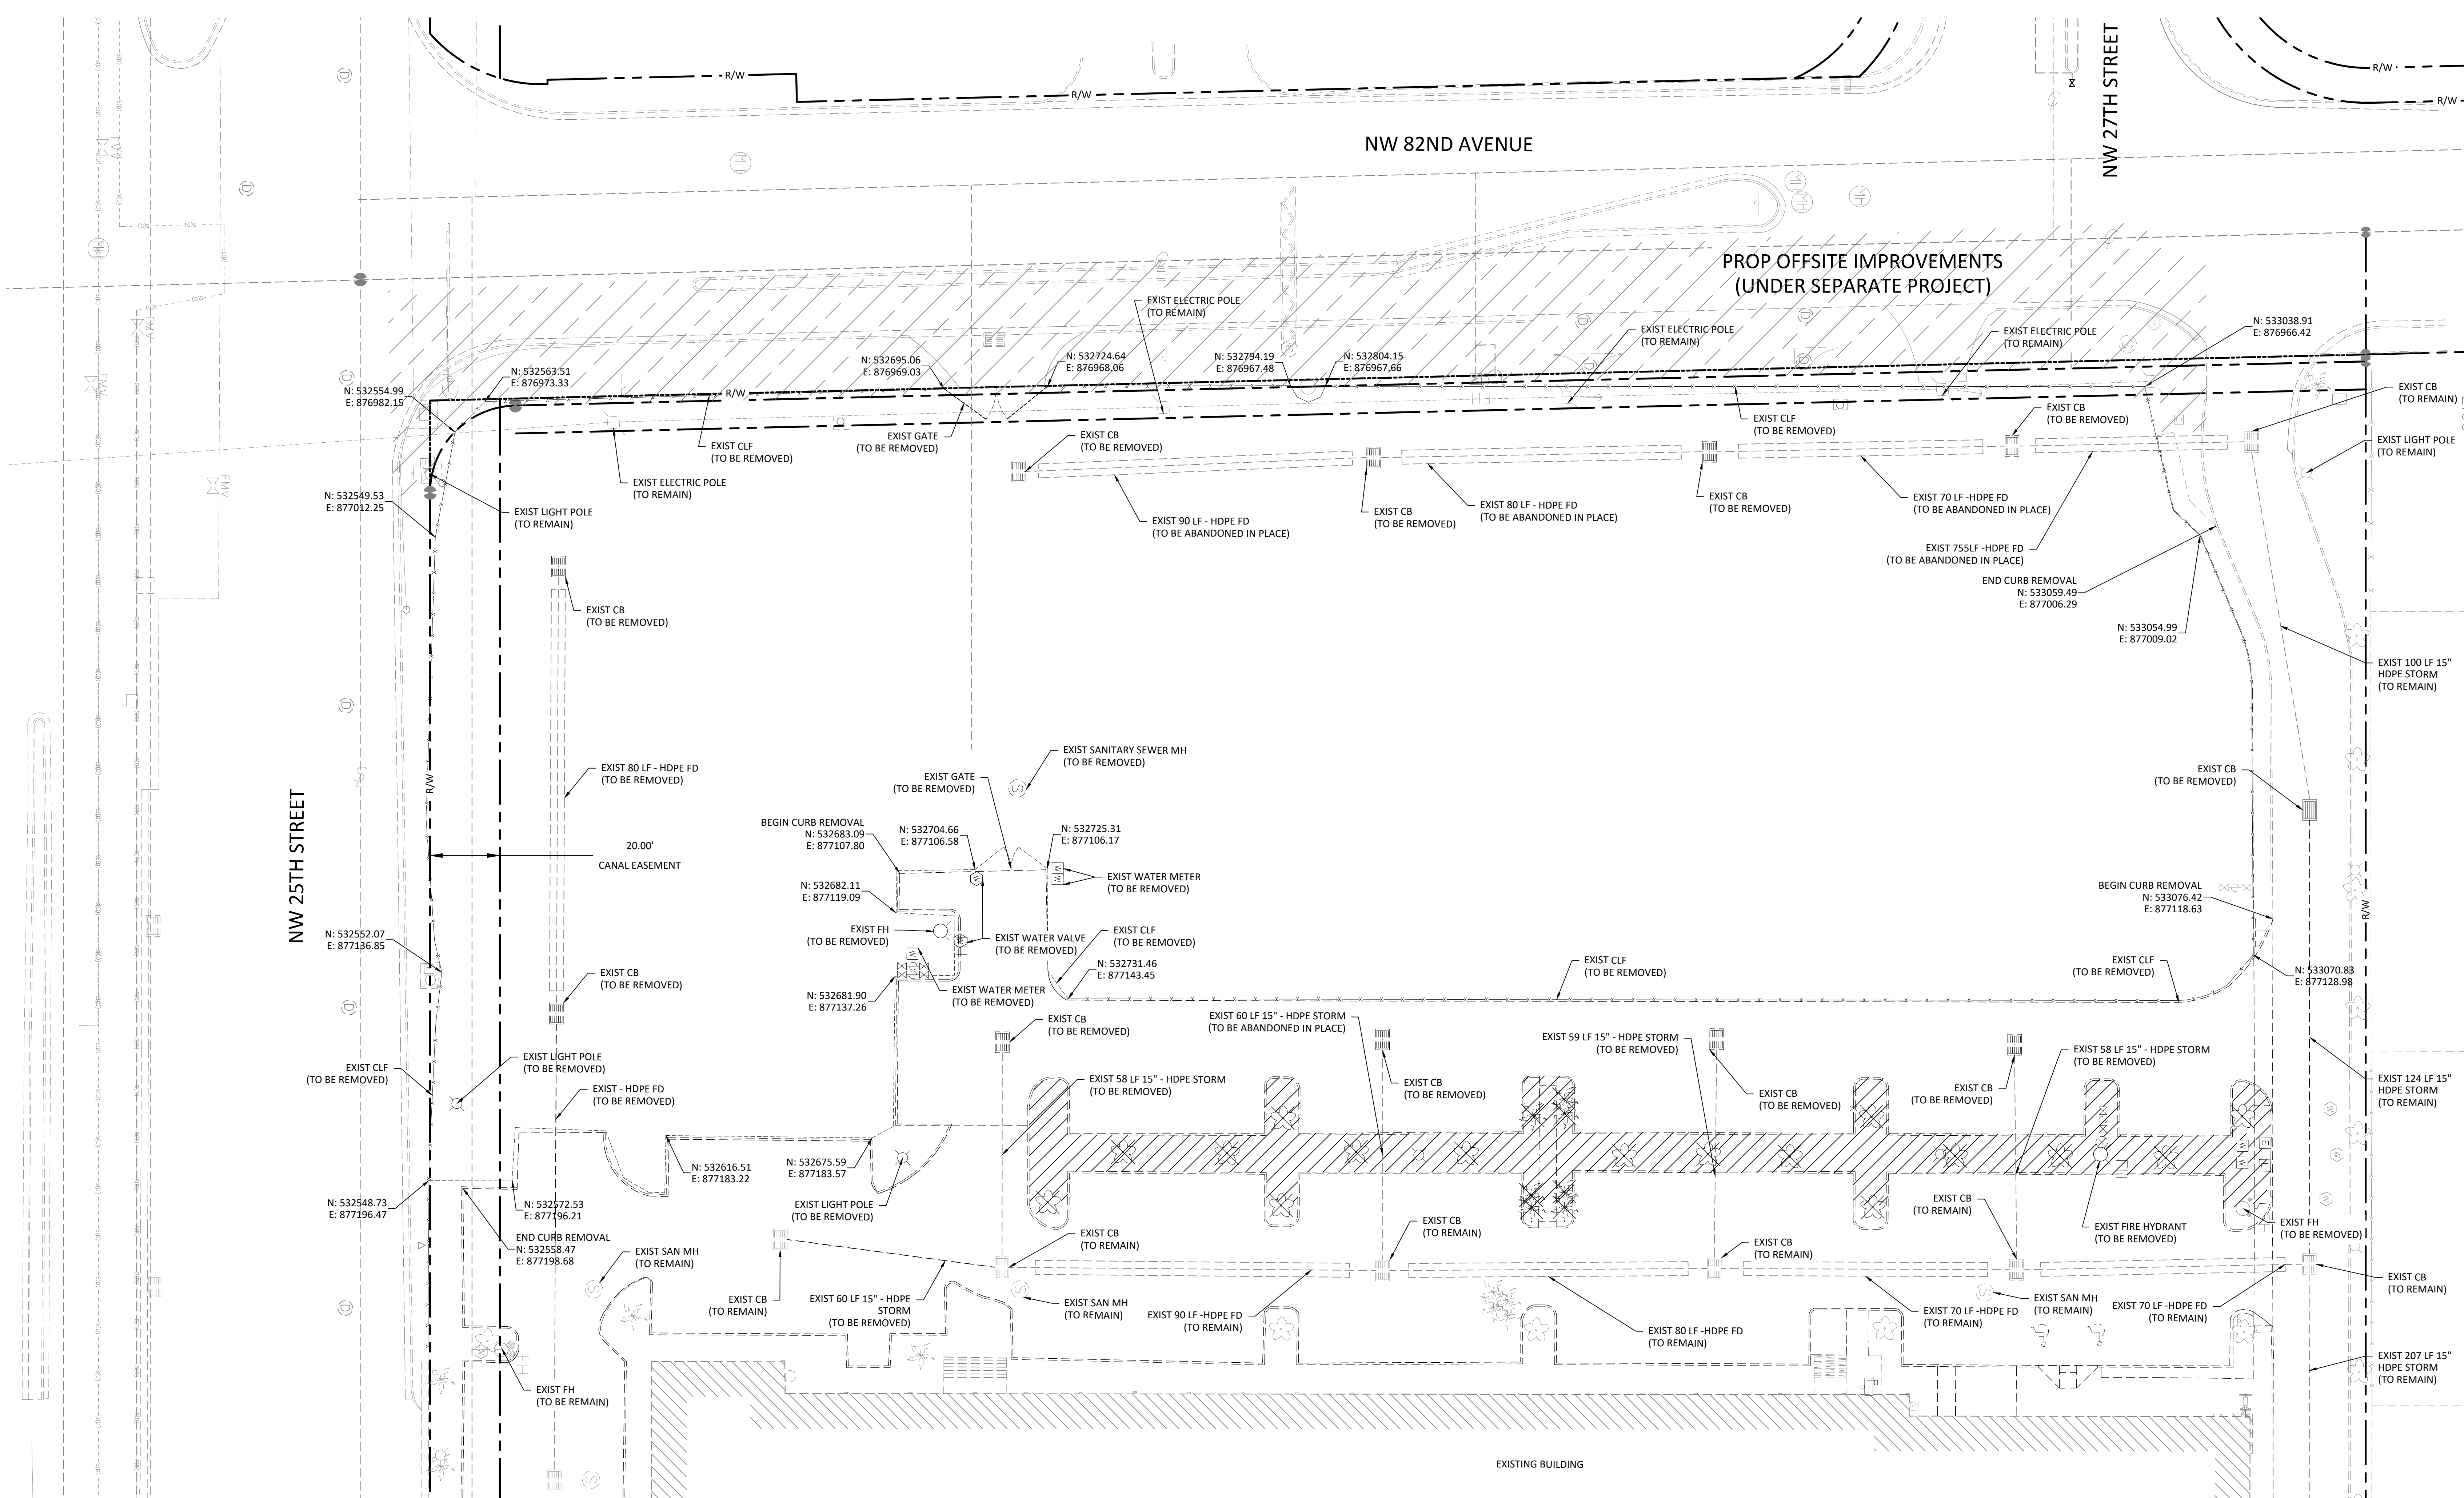 R/W
R/W
R/W
R/W
NW 82ND AVENUE
NW 27TH STREET
NW 25TH STREET
PROP OFFSITE IMPROVEMENTS
(UNDER SEPARATE PROJECT)
EXIST ELECTRIC POLE
(TO REMAIN)
EXIST ELECTRIC POLE
(TO REMAIN)
EXIST ELECTRIC POLE
(TO REMAIN)
N: 533038.91
E: 876966.42
N: 532695.06
E: 876969.03
N: 532724.64
E: 876968.06
N: 532794.19
E: 876967.48
N: 532804.15
E: 876967.66
N: 532563.51
E: 876973.33
N: 532554.99
E: 876982.15
R/W
EXIST CB
(TO REMAIN)
EXIST CB
(TO BE REMOVED)
EXIST CLF
(TO BE REMOVED)
EXIST GATE
(TO BE REMOVED)
EXIST CB
(TO BE REMOVED)
EXIST CLF
(TO BE REMOVED)
EXIST LIGHT POLE
(TO REMAIN)
EXIST ELECTRIC POLE
(TO REMAIN)
N: 532549.53
E: 877012.25
EXIST LIGHT POLE
(TO REMAIN)
EXIST 90 LF - HDPE FD
(TO BE ABANDONED IN PLACE)
EXIST CB
(TO BE REMOVED)
EXIST 80 LF - HDPE FD
(TO BE ABANDONED IN PLACE)
EXIST CB
(TO BE REMOVED)
EXIST 70 LF -HDPE FD
(TO BE ABANDONED IN PLACE)
EXIST 755LF -HDPE FD
(TO BE ABANDONED IN PLACE)
END CURB REMOVAL
N: 533059.49
E: 877006.29
N: 533054.99
E: 877009.02
EXIST CB
(TO BE REMOVED)
EXIST 100 LF 15"
HDPE STORM
(TO REMAIN)
EXIST SANITARY SEWER MH
(TO BE REMOVED)
EXIST 80 LF - HDPE FD
(TO BE REMOVED)
EXIST GATE
(TO BE REMOVED)
EXIST CB
(TO BE REMOVED)
R/W
BEGIN CURB REMOVAL
N: 532683.09
E: 877107.80
N: 532704.66
E: 877106.58
N: 532725.31
E: 877106.17
20.00'
CANAL EASEMENT
EXIST WATER METER
(TO BE REMOVED)
N: 532682.11
E: 877119.09
BEGIN CURB REMOVAL
N: 533076.42
E: 877118.63
R/W
N: 532552.07
E: 877136.85
EXIST FH
(TO BE REMOVED)
EXIST WATER VALVE
(TO BE REMOVED)
EXIST CLF
(TO BE REMOVED)
EXIST CLF
(TO BE REMOVED)
EXIST CLF
(TO BE REMOVED)
N: 532731.46
E: 877143.45
N: 533070.83
E: 877128.98
EXIST CB
(TO BE REMOVED)
N: 532681.90
E: 877137.26
EXIST WATER METER
(TO BE REMOVED)
EXIST CB
(TO BE REMOVED)
EXIST 60 LF 15" - HDPE STORM
(TO BE ABANDONED IN PLACE)
EXIST 59 LF 15" - HDPE STORM
(TO BE REMOVED)
EXIST 58 LF 15" - HDPE STORM
(TO BE REMOVED)
EXIST CLF
(TO BE REMOVED)
EXIST LIGHT POLE
(TO BE REMOVED)
EXIST - HDPE FD
(TO BE REMOVED)
EXIST 58 LF 15" - HDPE STORM
(TO BE REMOVED)
EXIST CB
(TO BE REMOVED)
EXIST CB
(TO BE REMOVED)
EXIST CB
(TO BE REMOVED)
EXIST 124 LF 15"
HDPE STORM
(TO REMAIN)
N: 532616.51
E: 877183.22
N: 532675.59
E: 877183.57
N: 532548.73
E: 877196.47
N: 532572.53
E: 877196.21
EXIST LIGHT POLE
(TO BE REMOVED)
EXIST CB
(TO REMAIN)
END CURB REMOVAL
N: 532558.47
E: 877198.68
EXIST SAN MH
(TO REMAIN)
EXIST CB
(TO REMAIN)
EXIST CB
(TO REMAIN)
EXIST CB
(TO REMAIN)
EXIST FIRE HYDRANT
(TO BE REMOVED)
EXIST FH
(TO BE REMOVED)
EXIST CB
(TO REMAIN)
EXIST CB
(TO REMAIN)
EXIST 60 LF 15" - HDPE
STORM
(TO BE REMOVED)
EXIST SAN MH
(TO REMAIN)
EXIST 90 LF -HDPE FD
(TO REMAIN)
EXIST 80 LF -HDPE FD
(TO REMAIN)
EXIST 70 LF -HDPE FD
(TO REMAIN)
EXIST SAN MH
(TO REMAIN)
EXIST 70 LF -HDPE FD
(TO REMAIN)
EXIST 207 LF 15"
HDPE STORM
(TO REMAIN)
EXIST FH
(TO BE REMAIN)
EXISTING BUILDING